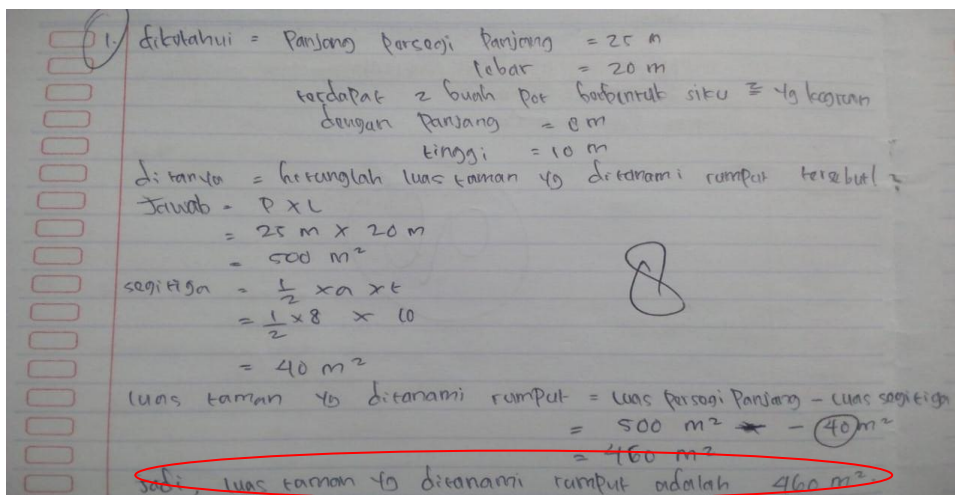 1. diketahui = Panjang Persegi Panjang = 25 m
lebar = 20 m
terdapat 2 buah Pot berbentuk siku yg
dengan Panjang = 8 m
tinggi = 10 m
ditanya = hitunglah luas taman yg ditanami rumput tersebut?
Jawab = P x L
= 25 m x 20 m
= 500 m²
segitiga = 1/2 x a x t
= 1/2 x 8 x 10
= 40 m²
8
luas taman yg ditanami rumput = luas Persegi Panjang - luas segitiga
= 500 m² - 40 m²
= 460 m²
Jadi, luas taman yg ditanami rumput adalah 460 m².